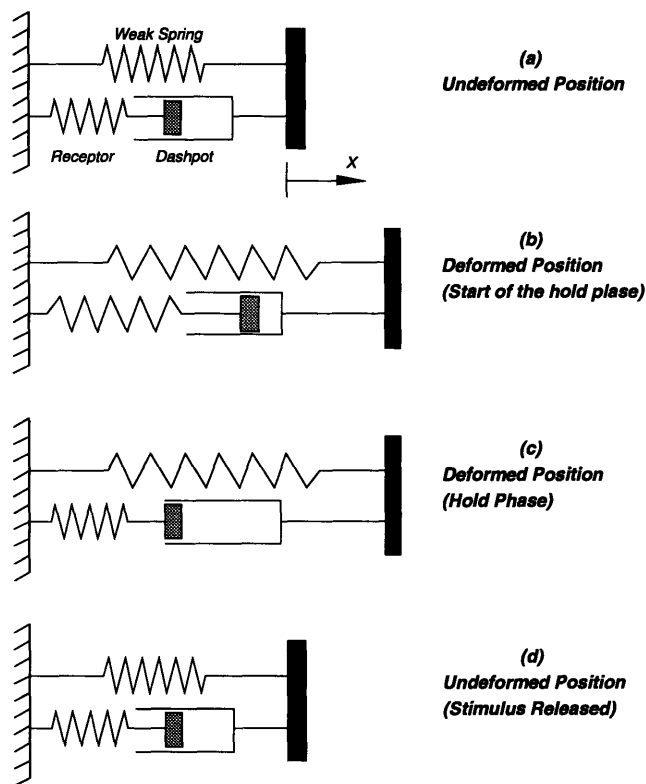 Weak Spring
(a)
Undeformed Position
Receptor
Dashpot
X
(b)
Deformed Position
(Start of the hold plase)
(c)
Deformed Position
(Hold Phase)
(d)
Undeformed Position
(Stimulus Released)